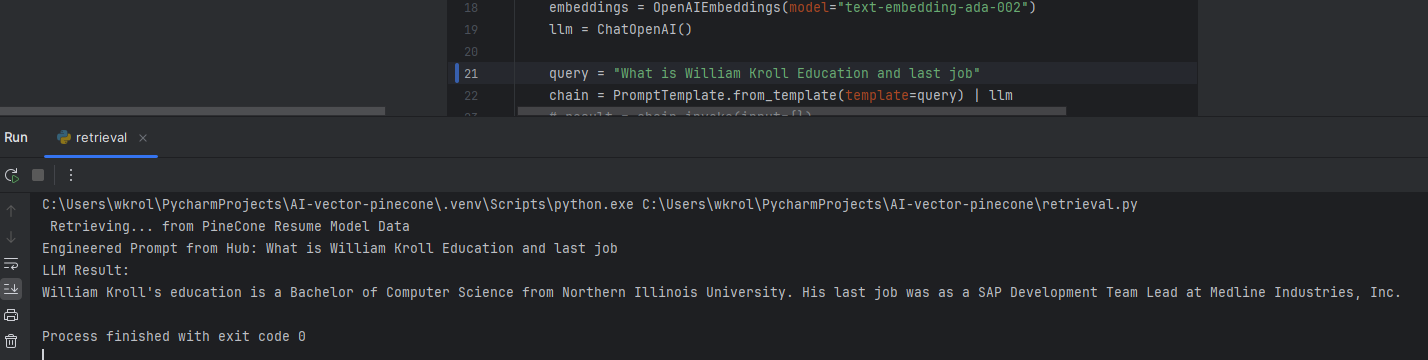 18 embeddings = OpenAIEmbeddings(model="text-embedding-ada-002")
19 llm = ChatOpenAI()
20
21 query = "What is William Kroll Education and last job"
22 chain = PromptTemplate.from_template(template=query) | llm
# result = chain.invoke(input={})
Run retrieval ×
C:\Users\wkrol\PycharmProjects\AI-vector-pinecone\.venv\Scripts\python.exe C:\Users\wkrol\PycharmProjects\AI-vector-pinecone\retrieval.py
Retrieving... from PineCone Resume Model Data
Engineered Prompt from Hub: What is William Kroll Education and last job
LLM Result:
William Kroll's education is a Bachelor of Computer Science from Northern Illinois University. His last job was as a SAP Development Team Lead at Medline Industries, Inc.
Process finished with exit code 0